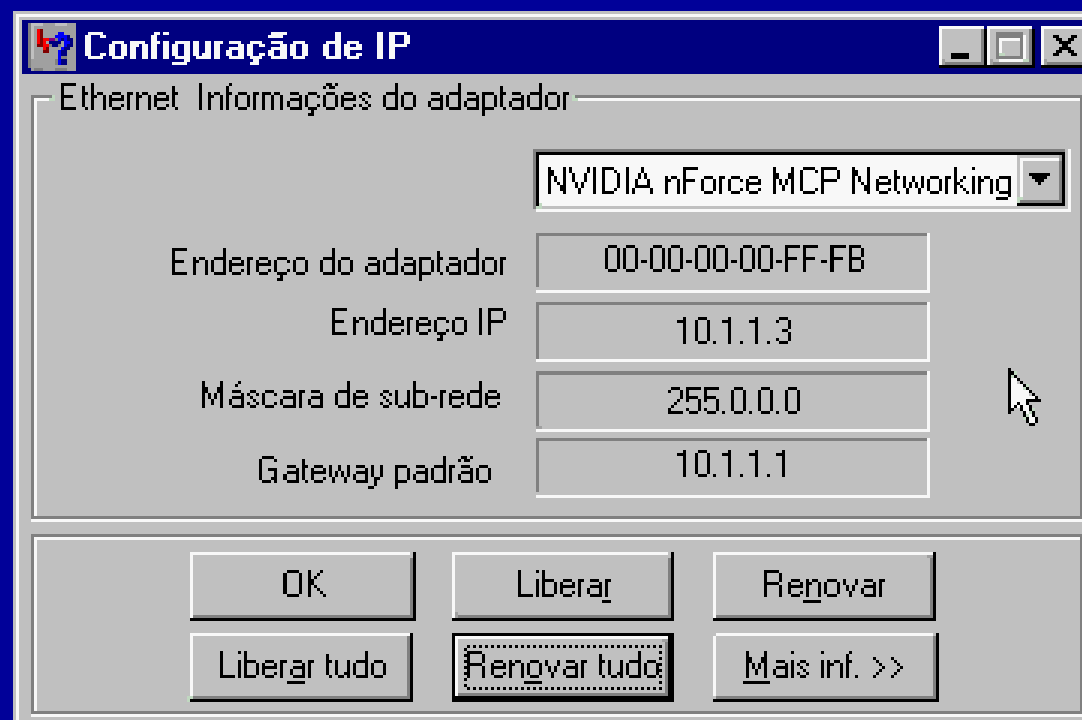 Configuração de IP
Ethernet Informações do adaptador
NVIDIA nForce MCP Networking
Endereço do adaptador 00-00-00-00-FF-FB
Endereço IP 10.1.1.3
Máscara de sub-rede 255.0.0.0
Gateway padrão 10.1.1.1
OK Liberar Renovar
Liberar tudo Renovar tudo Mais inf. >>